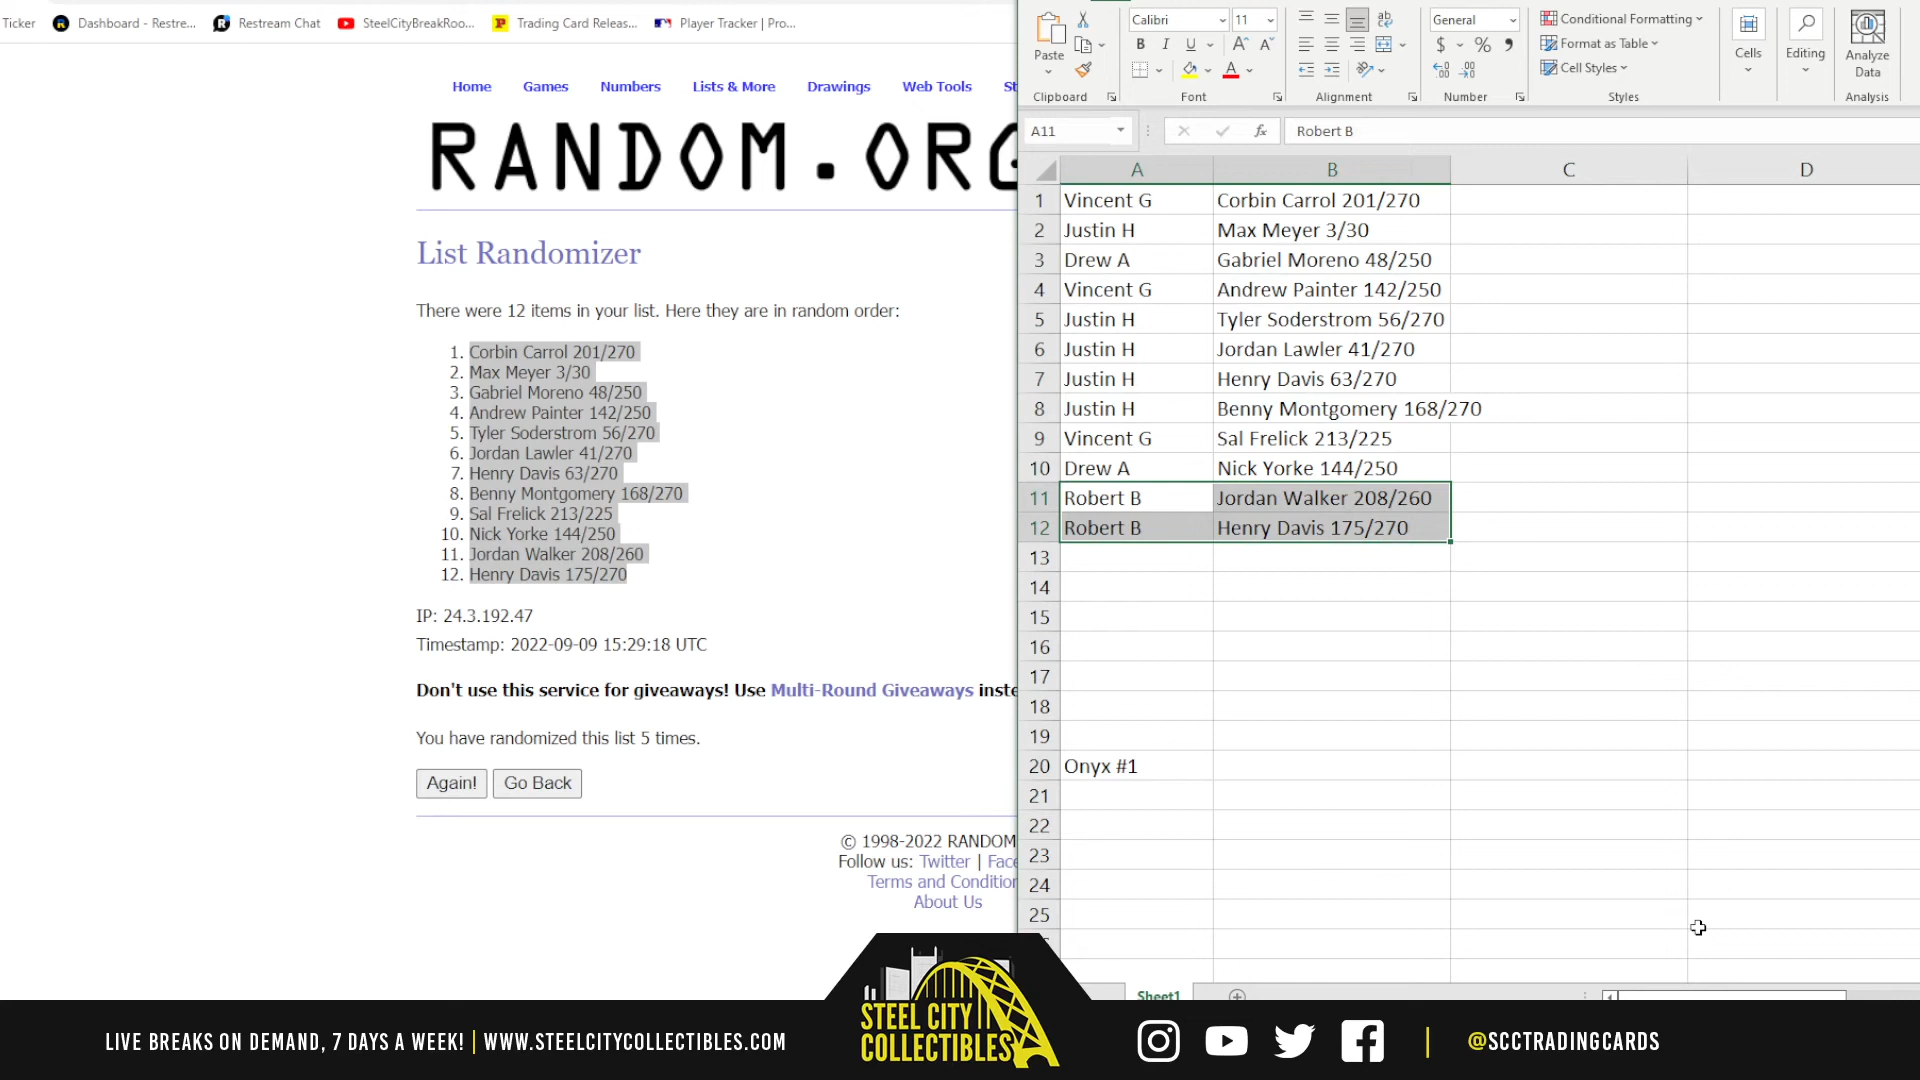 Ticker Dashboard - Restre... Restream Chat SteelCityBreakRoo... Trading Card Releas... Player Tracker | Pro...
Home Games Numbers Lists & More Drawings Web Tools St
RANDOM.ORG
List Randomizer
There were 12 items in your list. Here they are in random order:
1. Corbin Carrol 201/270
2. Max Meyer 3/30
3. Gabriel Moreno 48/250
4. Andrew Painter 142/250
5. Tyler Soderstrom 56/270
6. Jordan Lawler 41/270
7. Henry Davis 63/270
8. Benny Montgomery 168/270
9. Sal Frelick 213/225
10. Nick Yorke 144/250
11. Jordan Walker 208/260
12. Henry Davis 175/270
IP: 24.3.192.47
Timestamp: 2022-09-09 15:29:18 UTC
Don't use this service for giveaways! Use Multi-Round Giveaways inste
You have randomized this list 5 times.
Again! Go Back
© 1998-2022 RANDOM
Follow us: Twitter | Face
Terms and Condition
About Us
Paste Calibri 11 General Conditional Formatting
B I U A A $ % Format as Table Cells Editing Analyze Data
Cell Styles
Clipboard Font Alignment Number Styles Analysis
A11 fx Robert B
A B C D
1 Vincent G Corbin Carrol 201/270
2 Justin H Max Meyer 3/30
3 Drew A Gabriel Moreno 48/250
4 Vincent G Andrew Painter 142/250
5 Justin H Tyler Soderstrom 56/270
6 Justin H Jordan Lawler 41/270
7 Justin H Henry Davis 63/270
8 Justin H Benny Montgomery 168/270
9 Vincent G Sal Frelick 213/225
10 Drew A Nick Yorke 144/250
11 Robert B Jordan Walker 208/260
12 Robert B Henry Davis 175/270
13
14
15
16
17
18
19
20 Onyx #1
21
22
23
24
25
Sheet1
LIVE BREAKS ON DEMAND, 7 DAYS A WEEK! | WWW.STEELCITYCOLLECTIBLES.COM
STEEL CITY
COLLECTIBLES
@SCCTRADINGCARDS